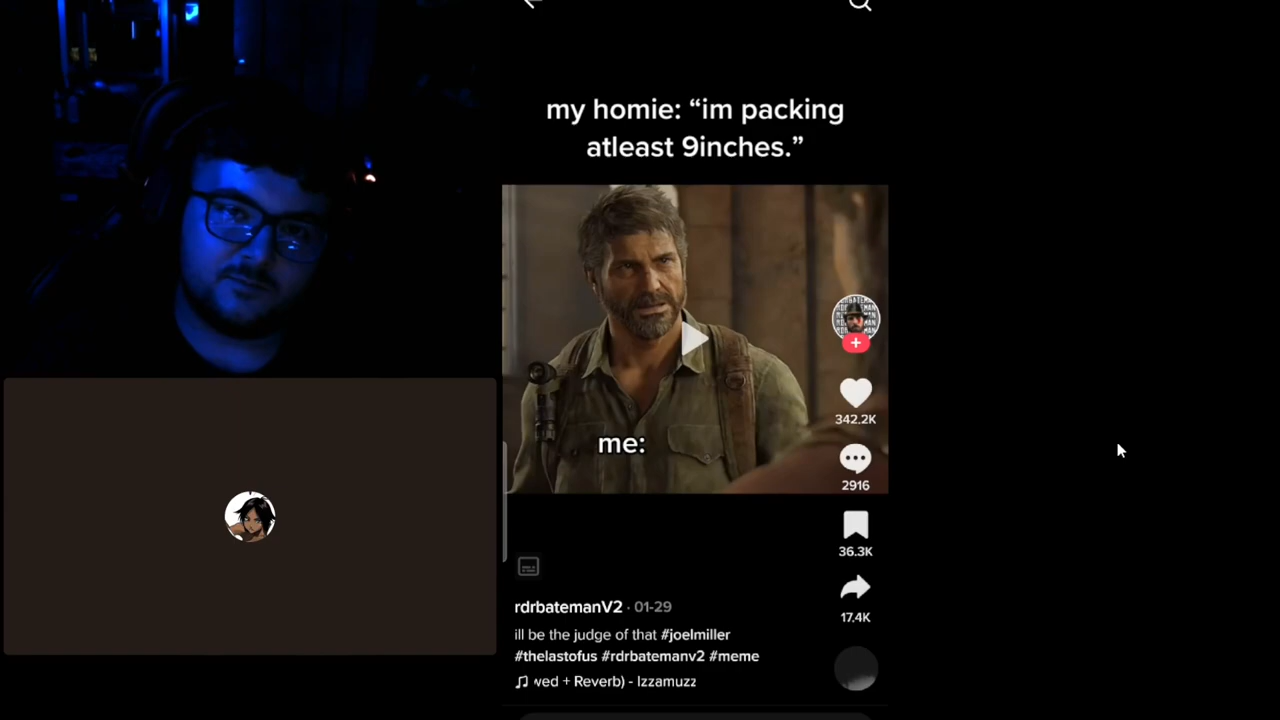 my homie: “im packing
atleast 9inches.”
me:
342.2K
2916
36.3K
17.4K
rdrbatemanV2 · 01-29
ill be the judge of that #joelmiller
#thelastofus #rdrbatemanv2 #meme
wed + Reverb) - Izzamuzz